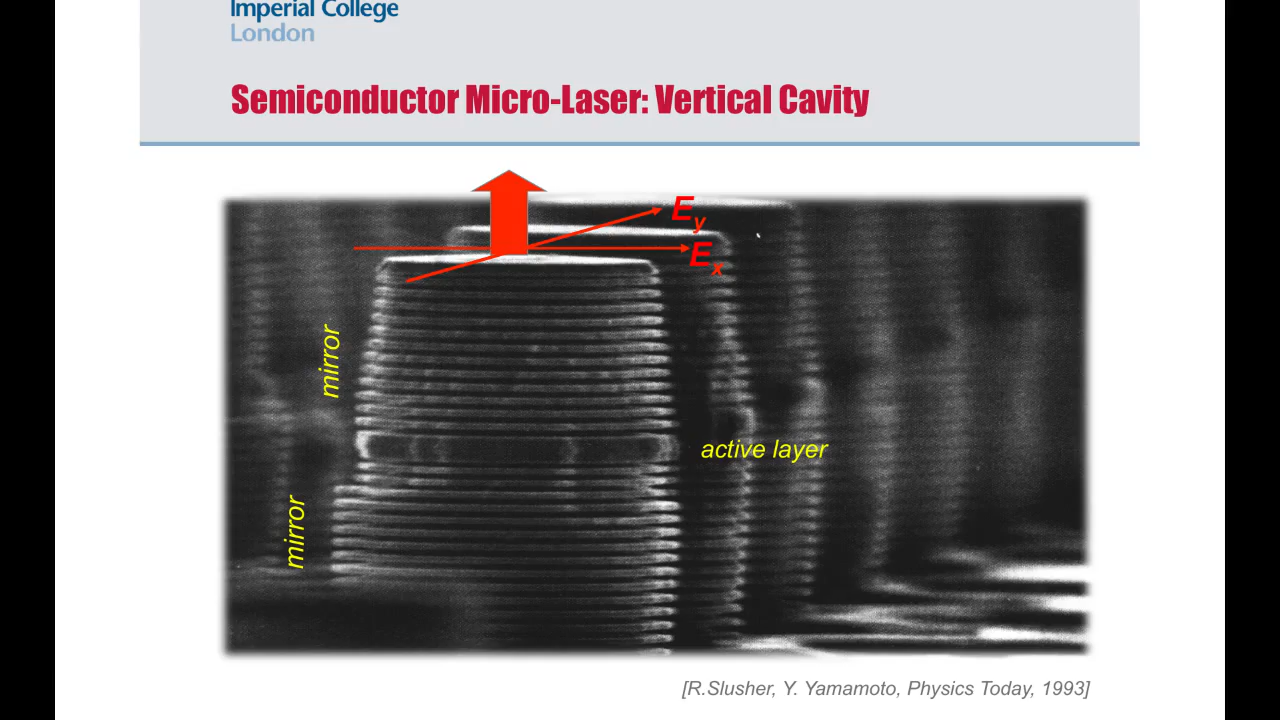 Imperial College
London
Semiconductor Micro-Laser: Vertical Cavity
Ey
Ex
mirror
active layer
mirror
[R.Slusher, Y. Yamamoto, Physics Today, 1993]